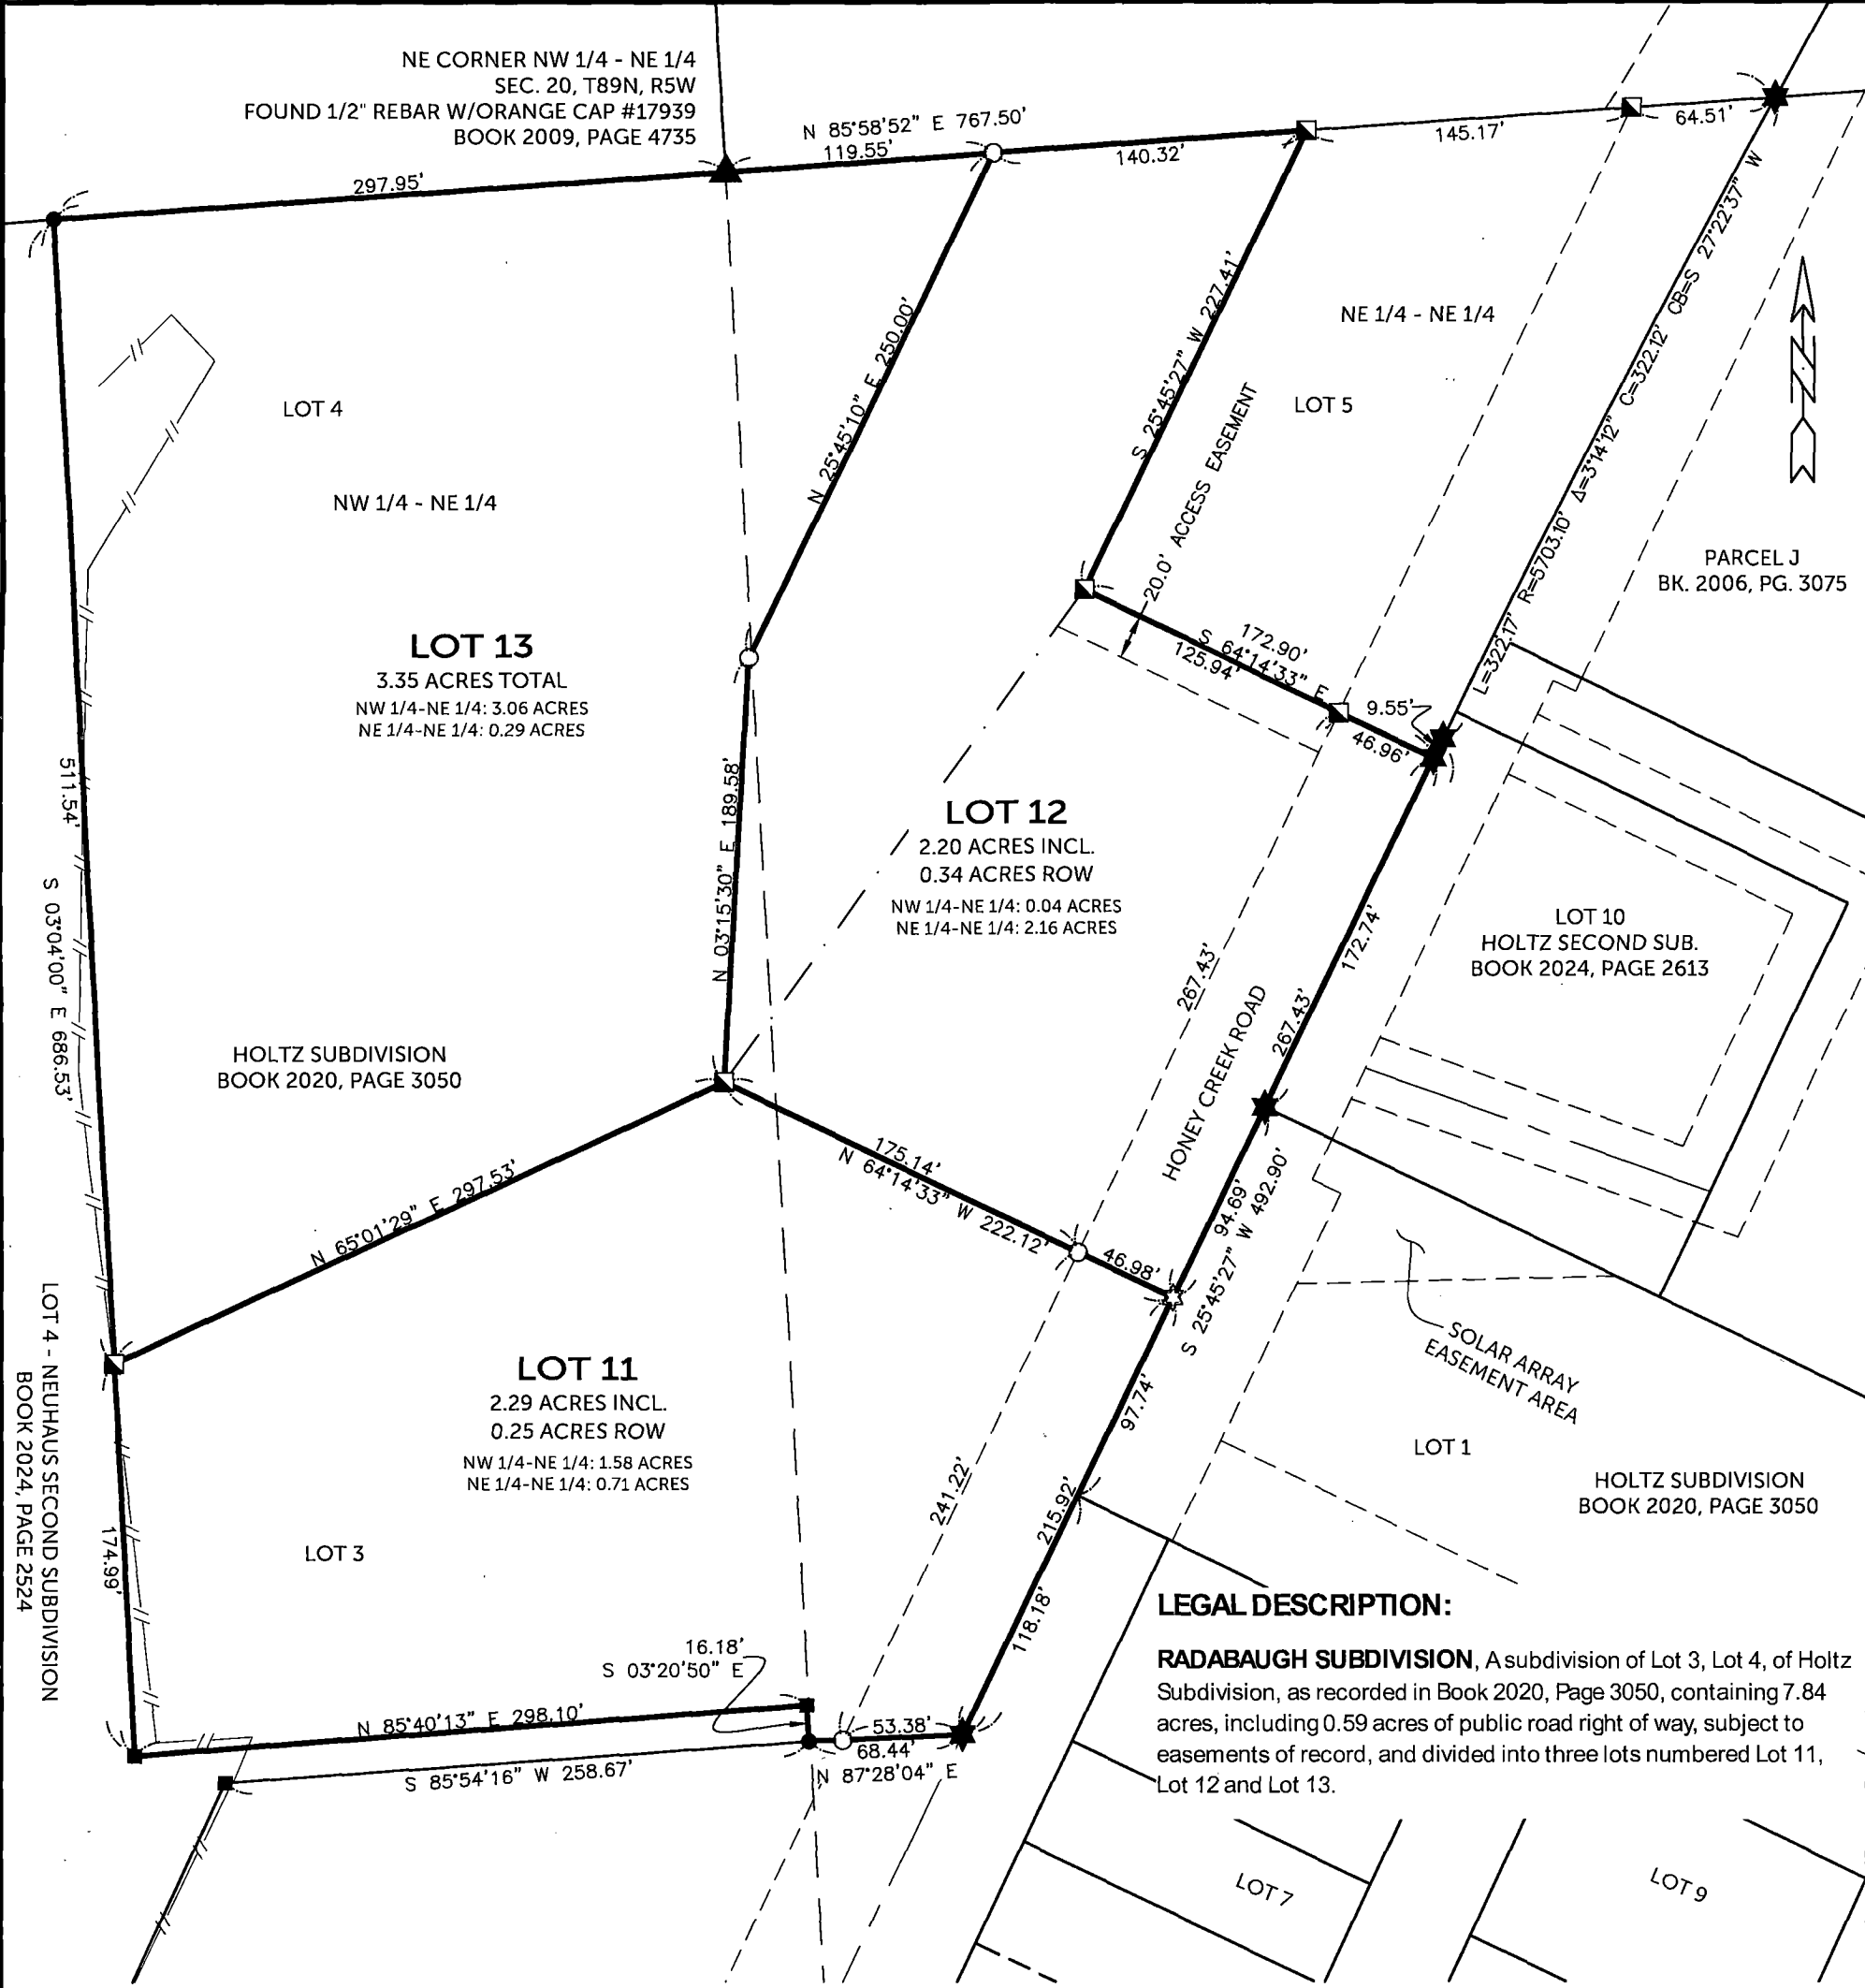 NE CORNER NW 1/4 - NE 1/4
SEC. 20, T89N, R5W
FOUND 1/2" REBAR W/ORANGE CAP #17939
BOOK 2009, PAGE 4735
N 85°58'52" E 767.50'
297.95'
119.55'
140.32'
145.17'
64.51'
LOT 4
NW 1/4 - NE 1/4
N 25°45'10" E 250.00'
S 25°45'27" W 227.41'
20.0' ACCESS EASEMENT
NE 1/4 - NE 1/4
LOT 5
L=322.17' R=5703.10' Δ=3°14'12" C=322.12' CB=S 27°22'37" W
N
PARCEL J
BK. 2006, PG. 3075
LOT 13
3.35 ACRES TOTAL
NW 1/4-NE 1/4: 3.06 ACRES
NE 1/4-NE 1/4: 0.29 ACRES
172.90'
S 64°14'33" E
125.94'
9.55'
46.96'
511.54'
S 03°04'00" E 686.53'
N 03°15'30" E 189.58'
LOT 12
2.20 ACRES INCL.
0.34 ACRES ROW
NW 1/4-NE 1/4: 0.04 ACRES
NE 1/4-NE 1/4: 2.16 ACRES
267.43'
HONEY CREEK ROAD
172.74'
267.43'
LOT 10
HOLTZ SECOND SUB.
BOOK 2024, PAGE 2613
HOLTZ SUBDIVISION
BOOK 2020, PAGE 3050
N 65°01'29" E 297.53'
175.14'
N 64°14'33" W 222.12'
46.98'
94.69'
S 25°45'27" W 492.90'
SOLAR ARRAY
EASEMENT AREA
LOT 4 - NEUHAUS SECOND SUBDIVISION
BOOK 2024, PAGE 2524
174.99'
LOT 11
2.29 ACRES INCL.
0.25 ACRES ROW
NW 1/4-NE 1/4: 1.58 ACRES
NE 1/4-NE 1/4: 0.71 ACRES
LOT 3
241.22'
97.74'
215.92'
118.18'
LOT 1
HOLTZ SUBDIVISION
BOOK 2020, PAGE 3050
16.18'
S 03°20'50" E
N 85°40'13" E 298.10'
S 85°54'16" W 258.67'
53.38'
68.44'
N 87°28'04" E
LEGAL DESCRIPTION:
RADABAUGH SUBDIVISION, A subdivision of Lot 3, Lot 4, of Holtz
Subdivision, as recorded in Book 2020, Page 3050, containing 7.84
acres, including 0.59 acres of public road right of way, subject to
easements of record, and divided into three lots numbered Lot 11,
Lot 12 and Lot 13.
LOT 7
LOT 9